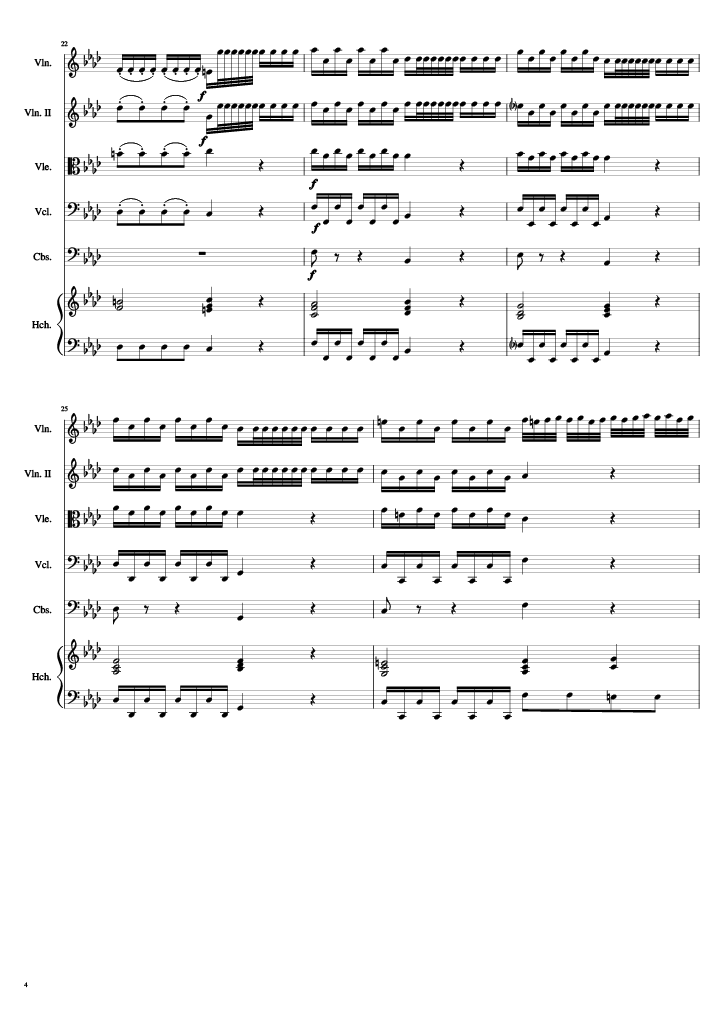 22
Vln.
f
Vln. II
f
Vle.
f
Vcl.
f
Cbs.
f
Hch.
25
Vln.
Vln. II
Vle.
Vcl.
Cbs.
Hch.
4